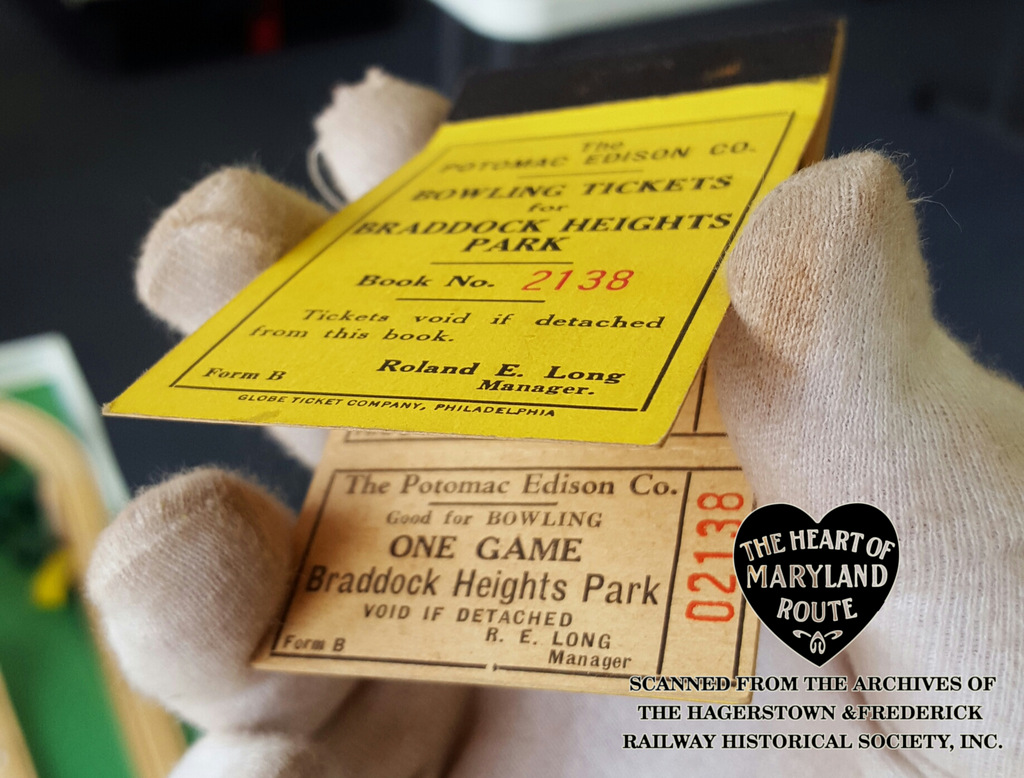 The
POTOMAC EDISON CO.
BOWLING TICKETS
for
BRADDOCK HEIGHTS
PARK
Book No. 2138
Tickets void if detached
from this book.
Roland E. Long
Manager.
Form B
GLOBE TICKET COMPANY, PHILADELPHIA
The Potomac Edison Co.
Good for BOWLING
ONE GAME
Braddock Heights Park
VOID IF DETACHED
R. E. LONG
Manager
Form B
02138
THE HEART OF
MARYLAND
ROUTE
SCANNED FROM THE ARCHIVES OF
THE HAGERSTOWN &FREDERICK
RAILWAY HISTORICAL SOCIETY, INC.